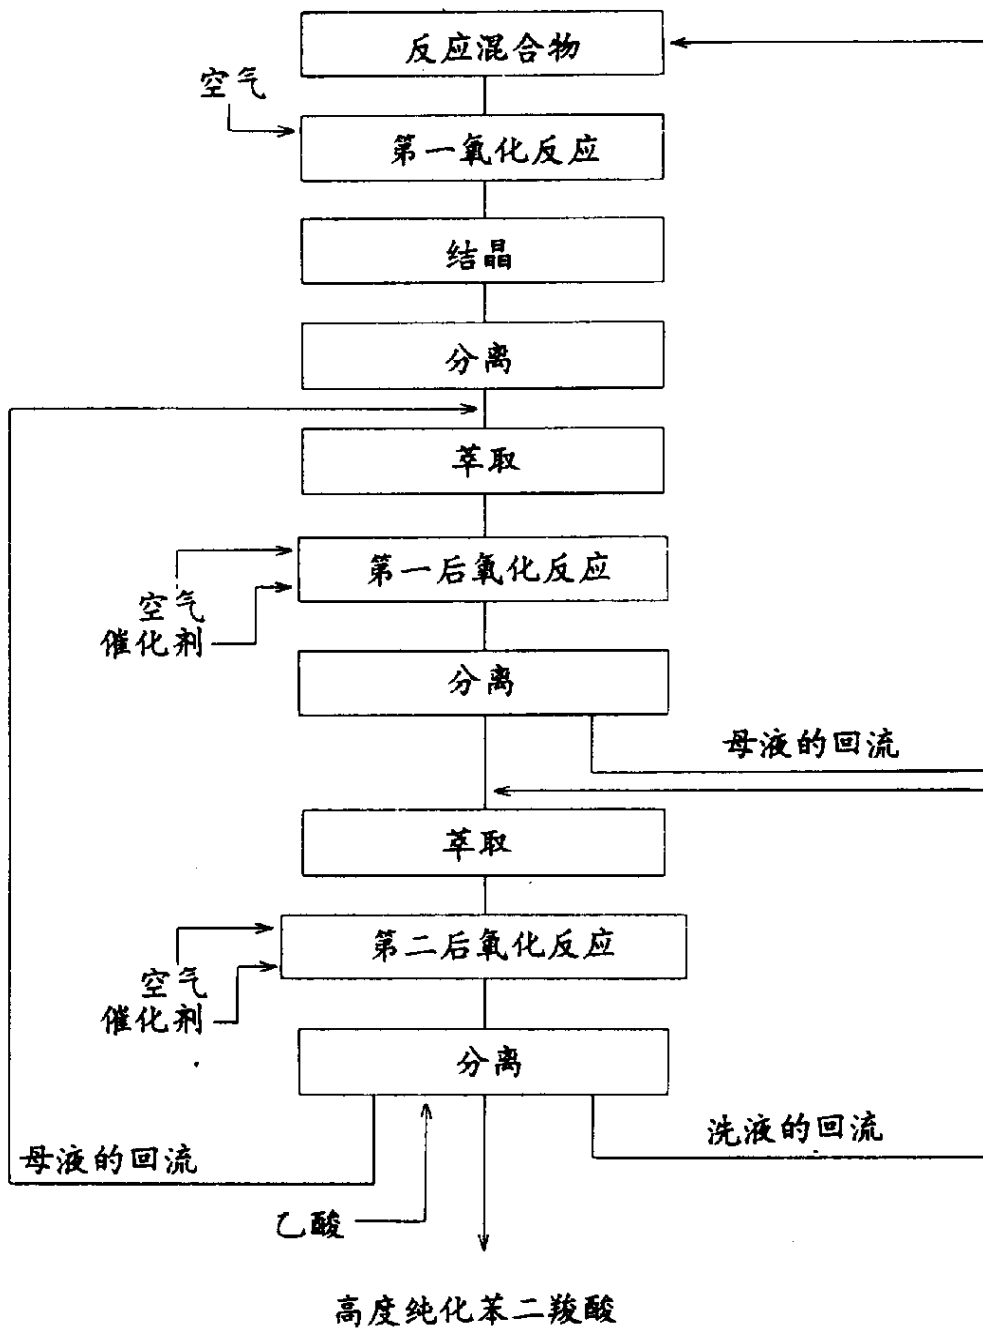 反应混合物
空气
第一氧化反应
结晶
分离
萃取
第一后氧化反应
空气
催化剂
分离
母液的回流
萃取
第二后氧化反应
空气
催化剂
分离
洗液的回流
母液的回流
乙酸
高度纯化苯二羧酸